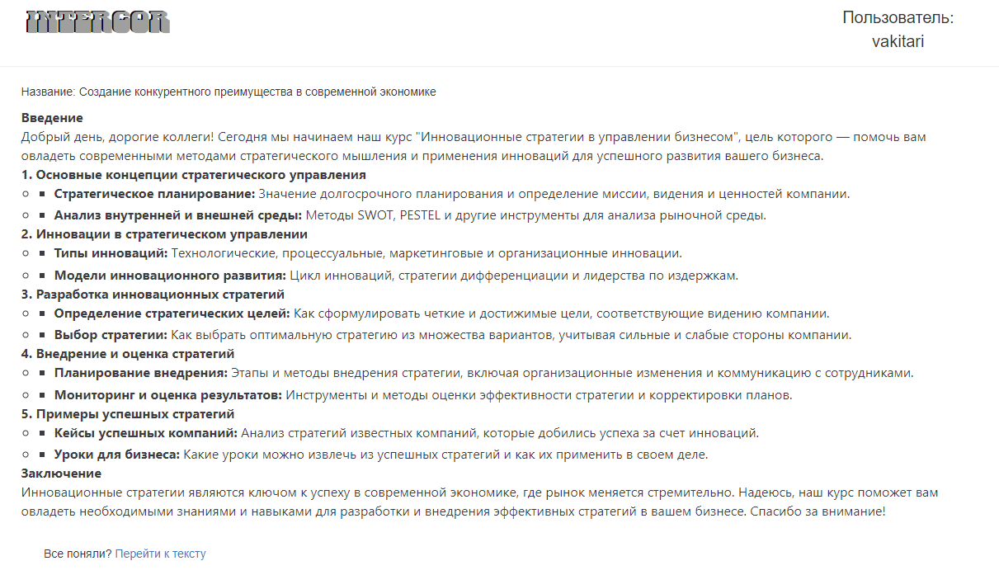 INTERCOR
Пользователь:
vakitari
Название: Создание конкурентного преимущества в современной экономике
Введение
Добрый день, дорогие коллеги! Сегодня мы начинаем наш курс "Инновационные стратегии в управлении бизнесом", цель которого — помочь вам
овладеть современными методами стратегического мышления и применения инноваций для успешного развития вашего бизнеса.
1. Основные концепции стратегического управления
Стратегическое планирование: Значение долгосрочного планирования и определение миссии, видения и ценностей компании.
Анализ внутренней и внешней среды: Методы SWOT, PESTEL и другие инструменты для анализа рыночной среды.
2. Инновации в стратегическом управлении
Типы инноваций: Технологические, процессуальные, маркетинговые и организационные инновации.
Модели инновационного развития: Цикл инноваций, стратегии дифференциации и лидерства по издержкам.
3. Разработка инновационных стратегий
Определение стратегических целей: Как сформулировать четкие и достижимые цели, соответствующие видению компании.
Выбор стратегии: Как выбрать оптимальную стратегию из множества вариантов, учитывая сильные и слабые стороны компании.
4. Внедрение и оценка стратегий
Планирование внедрения: Этапы и методы внедрения стратегии, включая организационные изменения и коммуникацию с сотрудниками.
Мониторинг и оценка результатов: Инструменты и методы оценки эффективности стратегии и корректировки планов.
5. Примеры успешных стратегий
Кейсы успешных компаний: Анализ стратегий известных компаний, которые добились успеха за счет инноваций.
Уроки для бизнеса: Какие уроки можно извлечь из успешных стратегий и как их применить в своем деле.
Заключение
Инновационные стратегии являются ключом к успеху в современной экономике, где рынок меняется стремительно. Надеюсь, наш курс поможет вам
овладеть необходимыми знаниями и навыками для разработки и внедрения эффективных стратегий в вашем бизнесе. Спасибо за внимание!
Все поняли? Перейти к тексту